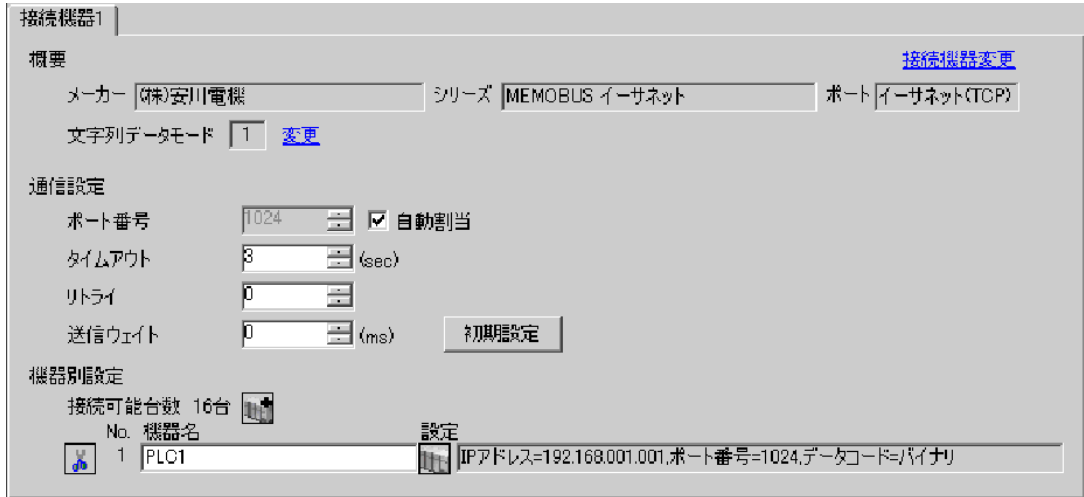 接続機器1
概要 接続機器変更
メーカー (株)安川電機 シリーズ MEMOBUS イーサネット ポート イーサネット(TCP)
文字列データモード 1 変更
通信設定
ポート番号 1024 自動割当
タイムアウト 3 (sec)
リトライ 0
送信ウェイト 0 (ms) 初期設定
機器別設定
接続可能台数 16台
No. 機器名 設定
1 PLC1 IPアドレス=192.168.001.001,ポート番号=1024,データコード=バイナリ